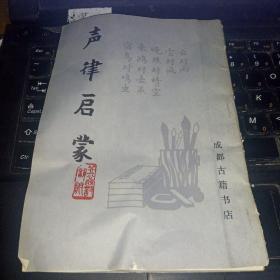 声律启蒙
云对雨
雪对风
晚照对晴空
来鸿对去燕
宿鸟对鸣虫
成都古籍书店